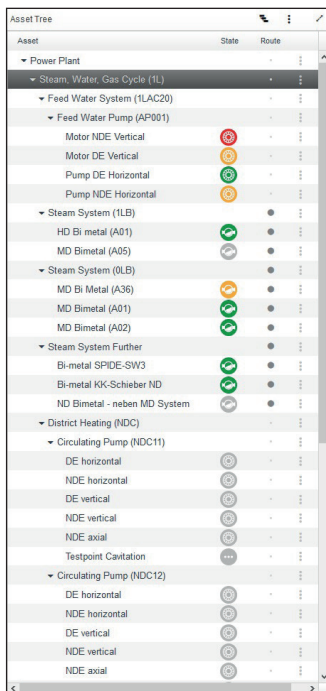 Asset Tree
Asset State Route
Power Plant
Steam, Water, Gas Cycle (1L)
Feed Water System (1LAC20)
Feed Water Pump (AP001)
Motor NDE Vertical
Motor DE Vertical
Pump DE Horizontal
Pump NDE Horizontal
Steam System (1LB)
HD Bi metal (A01)
MD Bimetal (A05)
Steam System (0LB)
MD Bi Metal (A36)
MD Bimetal (A01)
MD Bimetal (A02)
Steam System Further
Bi-metal SPIDE-SW3
Bi-metal KK-Schieber ND
ND Bimetal - neben MD System
District Heating (NDC)
Circulating Pump (NDC11)
DE horizontal
NDE horizontal
DE vertical
NDE vertical
NDE axial
Testpoint Cavitation
Circulating Pump (NDC12)
DE horizontal
NDE horizontal
DE vertical
NDE vertical
NDE axial